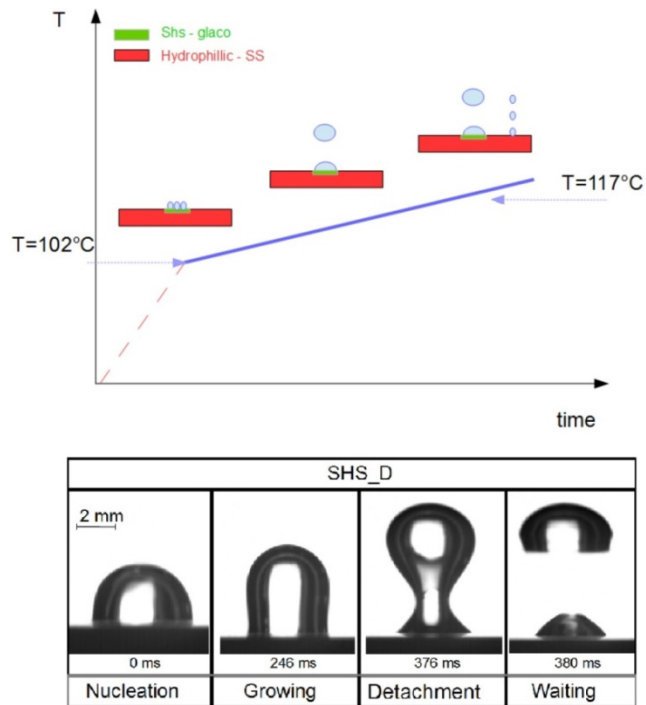 T
Shs - glaco
Hydrophillic - SS
T=117°C
T=102°C
time
SHS_D
2 mm
0 ms
246 ms
376 ms
380 ms
Nucleation
Growing
Detachment
Waiting